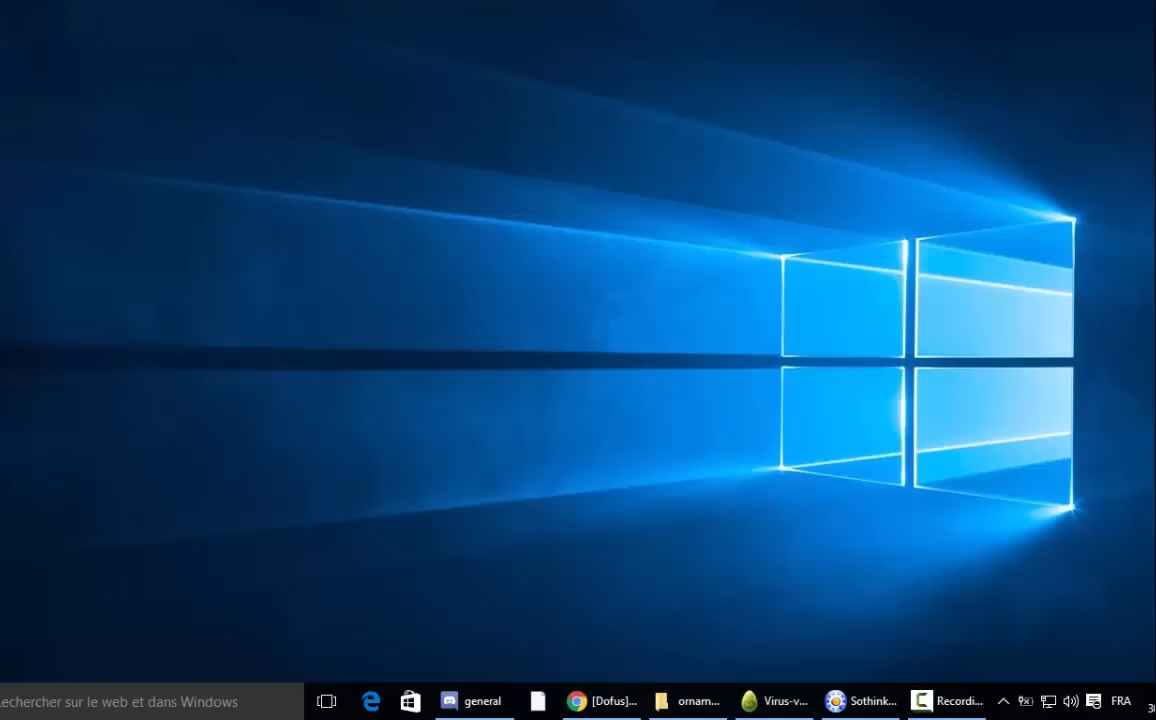 echercher sur le web et dans Windows
general
[Dofus]...
ornam...
Virus-v...
Sothink...
Recordi...
FRA